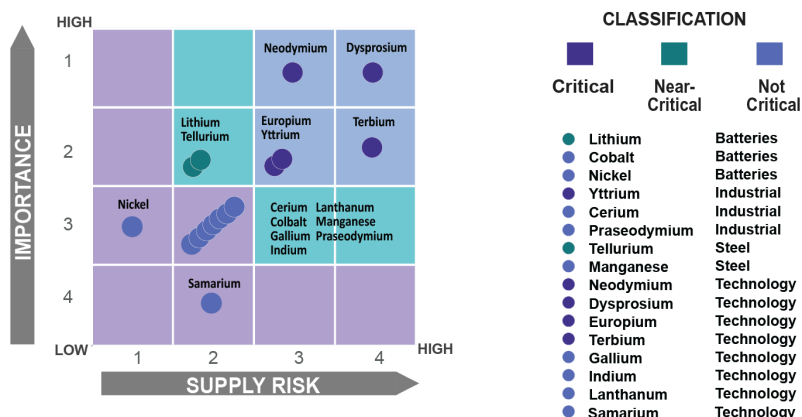 HIGH
IMPORTANCE
1
2
3
4
LOW
Neodymium
Dysprosium
Lithium
Tellurium
Europium
Yttrium
Terbium
Nickel
Cerium Lanthanum
Colbalt Manganese
Gallium Praseodymium
Indium
Samarium
1 2 3 4
HIGH
SUPPLY RISK
CLASSIFICATION
Critical
Near-
Critical
Not
Critical
Lithium Batteries
Cobalt Batteries
Nickel Batteries
Yttrium Industrial
Cerium Industrial
Praseodymium Industrial
Tellurium Steel
Manganese Steel
Neodymium Technology
Dysprosium Technology
Europium Technology
Terbium Technology
Gallium Technology
Indium Technology
Lanthanum Technology
Samarium Technology